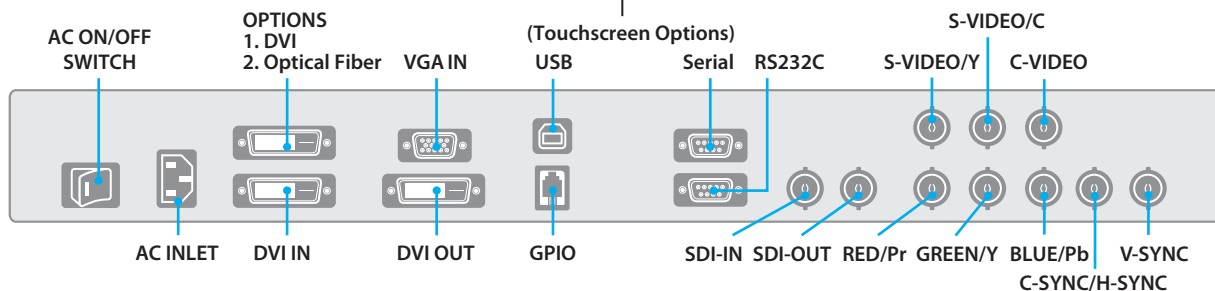 OPTIONS
1. DVI
2. Optical Fiber
AC ON/OFF
SWITCH
VGA IN
(Touchscreen Options)
USB
Serial
RS232C
S-VIDEO/C
S-VIDEO/Y
C-VIDEO
AC INLET
DVI IN
DVI OUT
GPIO
SDI-IN
SDI-OUT
RED/Pr
GREEN/Y
BLUE/Pb
V-SYNC
C-SYNC/H-SYNC